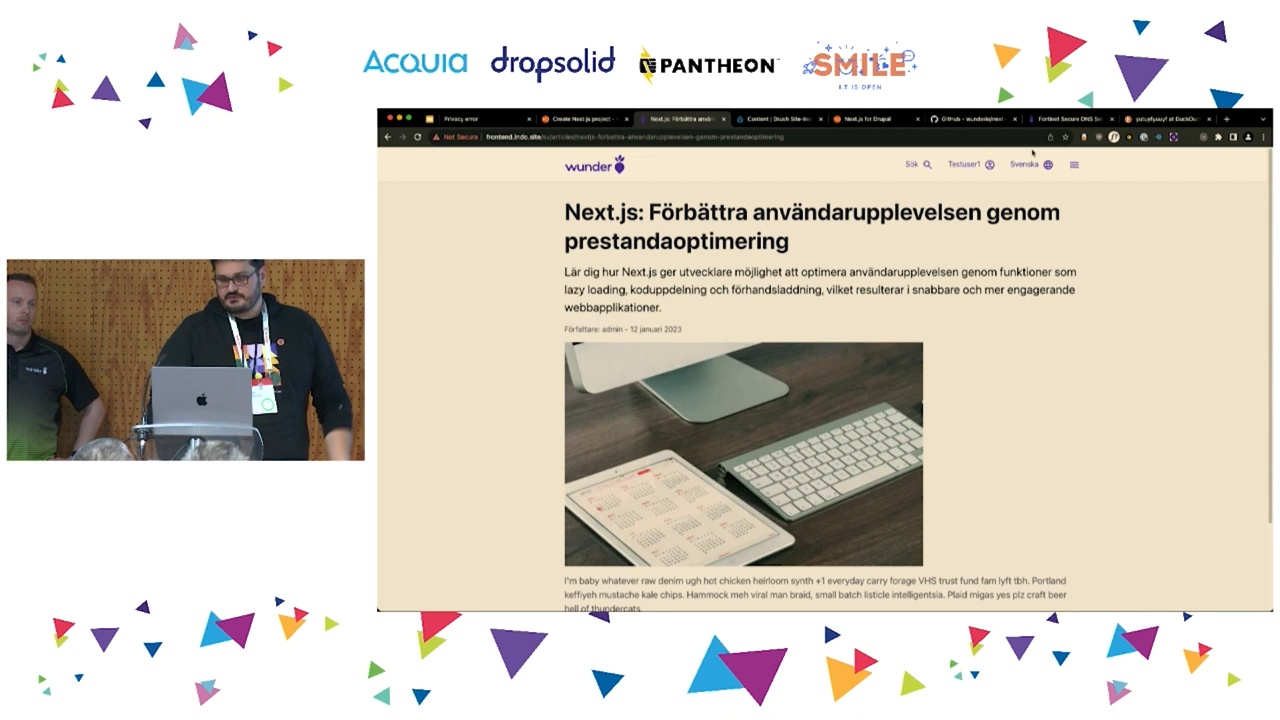 ACQUIA dropsolid PANTHEON SMILE
I.T IS OPEN
Privacy error
Create Next.js project -
Next.js: Förbättra använ
Content | Drush Site-Ins
Next.js for Drupal
GitHub - wunderio/next
Fortinet Secure DNS Se
yutuyfyuuyf at DuckDu
Not Secure | frontend.lndo.site/sv/articles/nextjs-forbattra-anvandarupplevelsen-genom-prestandaoptimering
wunder
Sök
Testuser1
Svenska
Next.js: Förbättra användarupplevelsen genom
prestandaoptimering
Lär dig hur Next.js ger utvecklare möjlighet att optimera användarupplevelsen genom funktioner som
lazy loading, koduppdelning och förhandsladdning, vilket resulterar i snabbare och mer engagerande
webbapplikationer.
Författare: admin - 12 januari 2023
I'm baby whatever raw denim ugh hot chicken heirloom synth +1 everyday carry forage VHS trust fund fam lyft tbh. Portland
keffiyeh mustache kale chips. Hammock meh viral man braid, small batch listicle intelligentsia. Plaid migas yes plz craft beer
hell of thundercats
wunder